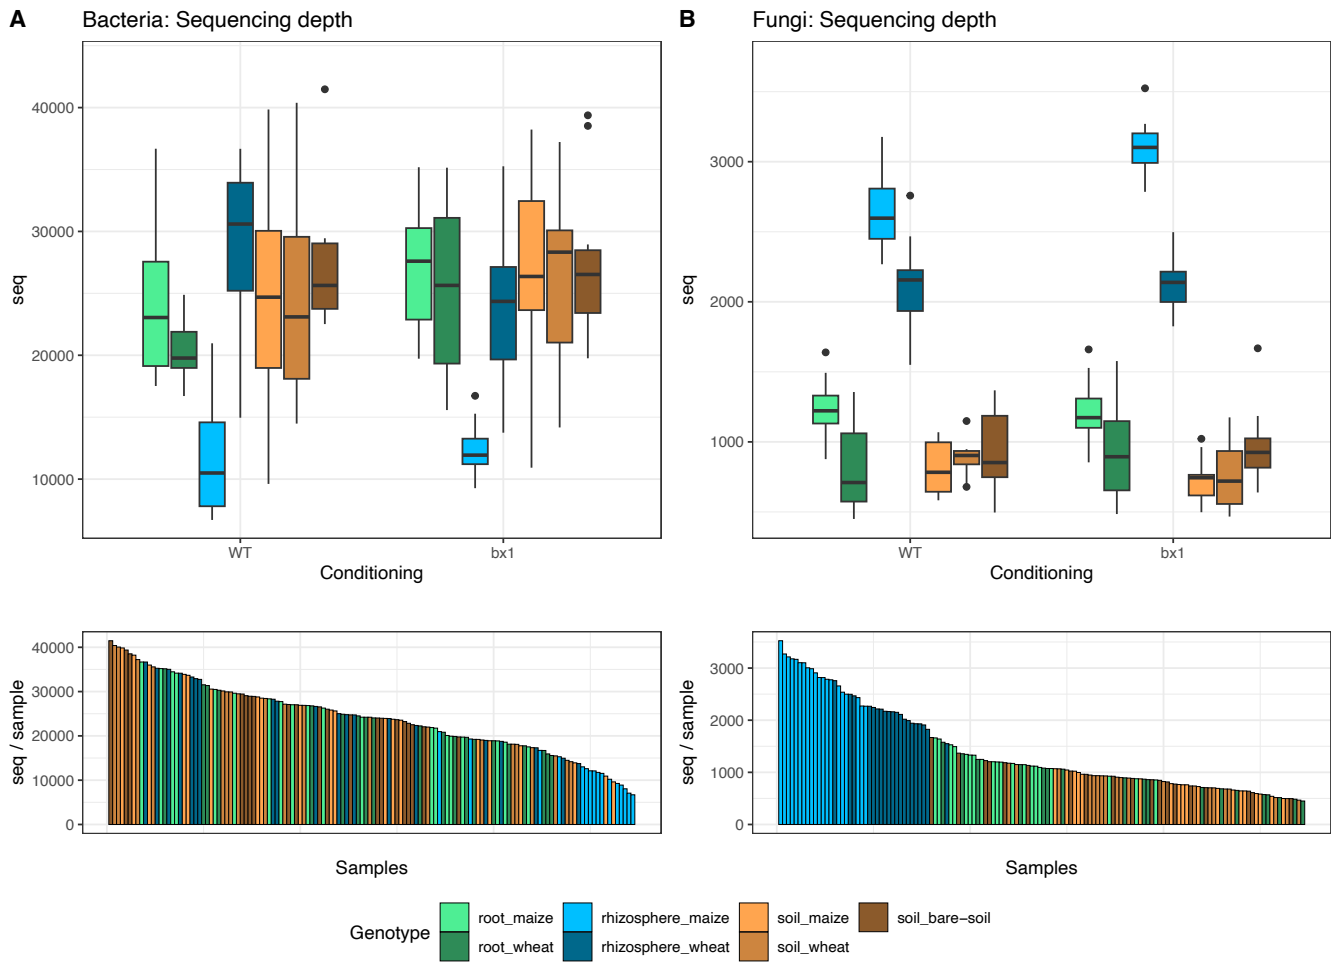 A Bacteria: Sequencing depth
40000
30000
20000
10000
seq
WT bx1
Conditioning
B Fungi: Sequencing depth
3000
2000
1000
seq
WT bx1
Conditioning
40000
30000
20000
10000
0
seq / sample
Samples
3000
2000
1000
0
seq / sample
Samples
Genotype
root_maize rhizosphere_maize soil_maize soil_bare−soil
root_wheat rhizosphere_wheat soil_wheat